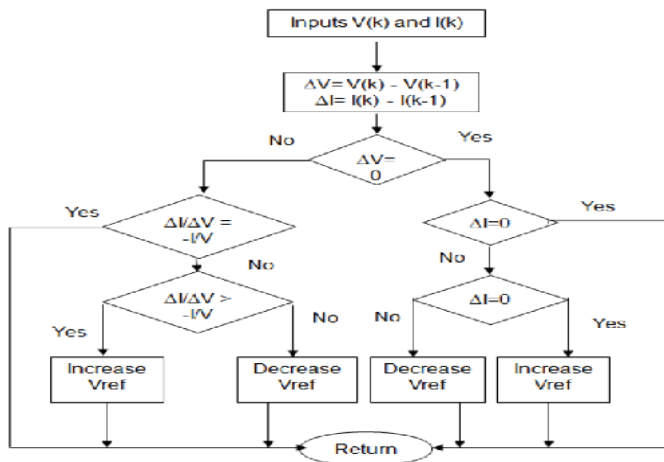 Inputs V(k) and I(k)
ΔV= V(k) - V(k-1)
ΔI= I(k) - I(k-1)
No
Yes
ΔV=
0
Yes
ΔI/ΔV =
-I/V
ΔI=0
Yes
No
No
ΔI/ΔV >
-I/V
ΔI=0
Yes
No
No
Yes
Increase
Vref
Decrease
Vref
Decrease
Vref
Increase
Vref
Return